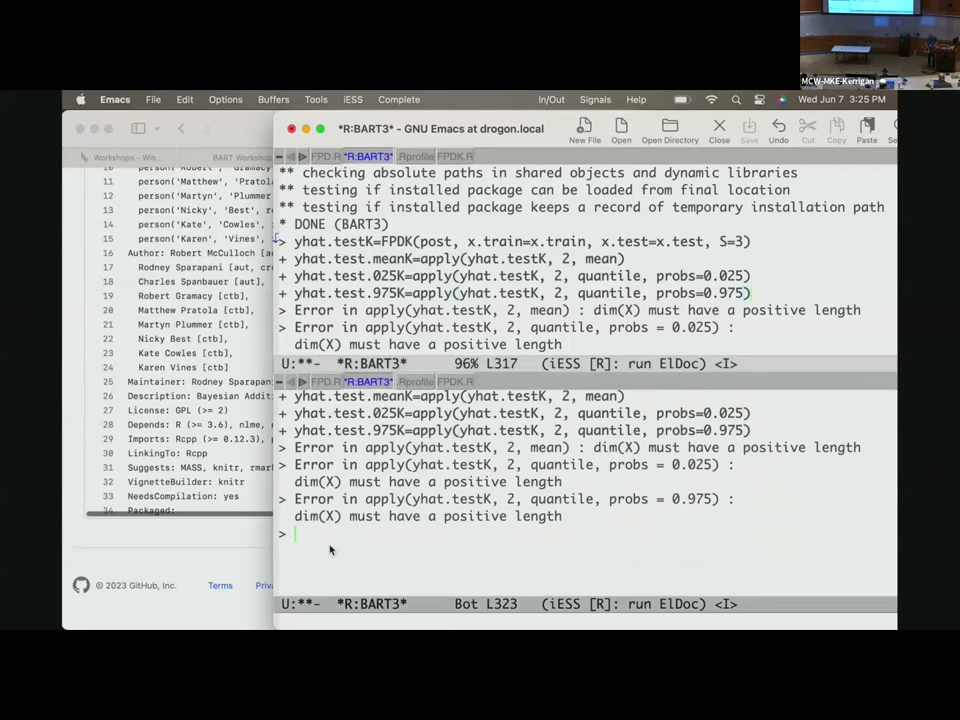 MCW-MKE-Kerrigan
Emacs File Edit Options Buffers Tools iESS Complete In/Out Signals Help Wed Jun 7 3:25 PM
*R:BART3* - GNU Emacs at drogon.local
New File Open Open Directory Close Save Undo Cut Copy Paste
Workshops - Wis... BART Workshop
FPD.R *R:BART3* .Rprofile FPDK.R
10 person('Robert', 'Gramacy
11 person('Matthew', 'Pratola
12 person('Martyn', 'Plummer
13 person('Nicky', 'Best', r
14 person('Kate', 'Cowles', 
15 person('Karen', 'Vines', 
16 Author: Robert McCulloch [a
17 Rodney Sparapani [aut, cre
18 Charles Spanbauer [aut],
19 Robert Gramacy [ctb],
20 Matthew Pratola [ctb],
21 Martyn Plummer [ctb],
22 Nicky Best [ctb],
23 Kate Cowles [ctb],
24 Karen Vines [ctb]
25 Maintainer: Rodney Sparapan
26 Description: Bayesian Addit
27 License: GPL (>= 2)
28 Depends: R (>= 3.6), nlme, 
29 Imports: Rcpp (>= 0.12.3), 
30 LinkingTo: Rcpp
31 Suggests: MASS, knitr, rmar
32 VignetteBuilder: knitr
33 NeedsCompilation: yes
34 Packaged:
© 2023 GitHub, Inc. Terms
** checking absolute paths in shared objects and dynamic libraries
** testing if installed package can be loaded from final location
** testing if installed package keeps a record of temporary installation path
* DONE (BART3)
> yhat.testK=FPDK(post, x.train=x.train, x.test=x.test, S=3)
+ yhat.test.meanK=apply(yhat.testK, 2, mean)
+ yhat.test.025K=apply(yhat.testK, 2, quantile, probs=0.025)
+ yhat.test.975K=apply(yhat.testK, 2, quantile, probs=0.975)
> Error in apply(yhat.testK, 2, mean) : dim(X) must have a positive length
> Error in apply(yhat.testK, 2, quantile, probs = 0.025) :
dim(X) must have a positive length
U:**- *R:BART3* 96% L317 (iESS [R]: run ElDoc) <I>
FPD.R *R:BART3* .Rprofile FPDK.R
+ yhat.test.meanK=apply(yhat.testK, 2, mean)
+ yhat.test.025K=apply(yhat.testK, 2, quantile, probs=0.025)
+ yhat.test.975K=apply(yhat.testK, 2, quantile, probs=0.975)
> Error in apply(yhat.testK, 2, mean) : dim(X) must have a positive length
> Error in apply(yhat.testK, 2, quantile, probs = 0.025) :
dim(X) must have a positive length
> Error in apply(yhat.testK, 2, quantile, probs = 0.975) :
dim(X) must have a positive length
>
U:**- *R:BART3* Bot L323 (iESS [R]: run ElDoc) <I>